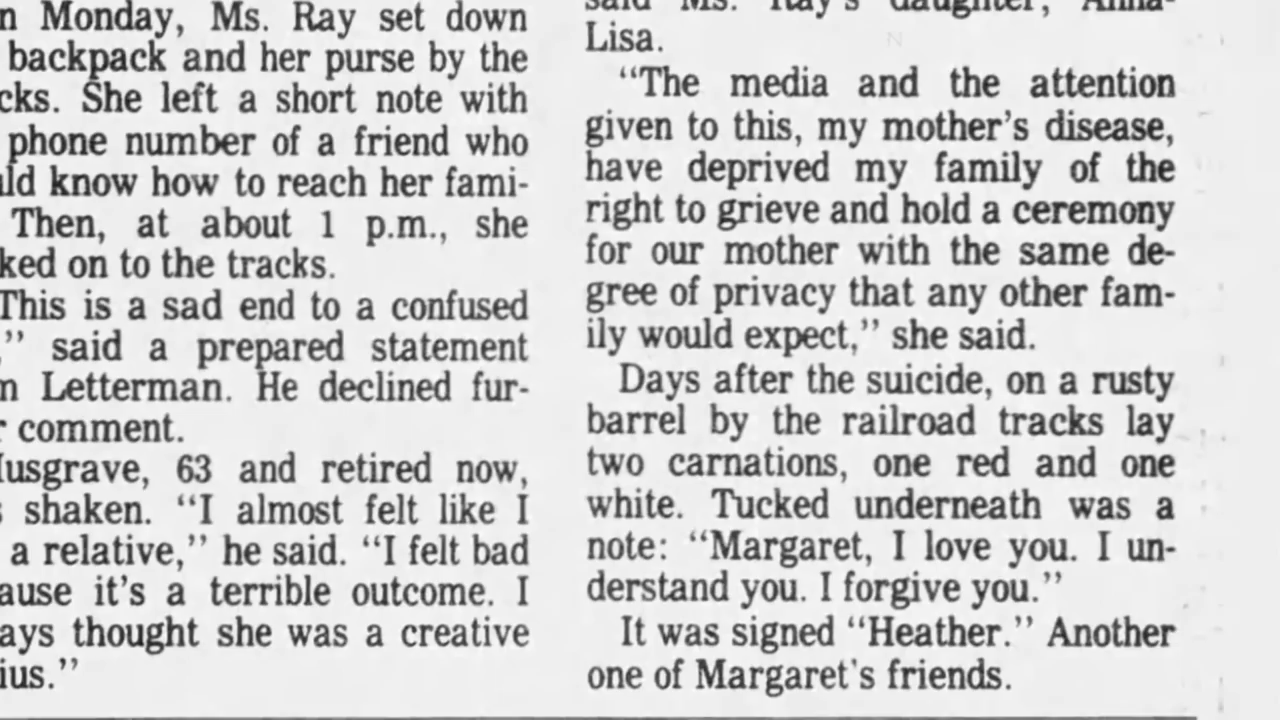 n Monday, Ms. Ray set down
backpack and her purse by the
cks. She left a short note with
phone number of a friend who
ld know how to reach her fami-
Then, at about 1 p.m., she
ked on to the tracks.
This is a sad end to a confused
," said a prepared statement
m Letterman. He declined fur-
r comment.
usgrave, 63 and retired now,
s shaken. "I almost felt like I
a relative," he said. "I felt bad
ause it's a terrible outcome. I
ays thought she was a creative
ius."
said Ms. Ray's daughter, Anna-
Lisa.
"The media and the attention
given to this, my mother's disease,
have deprived my family of the
right to grieve and hold a ceremony
for our mother with the same de-
gree of privacy that any other fam-
ily would expect," she said.
Days after the suicide, on a rusty
barrel by the railroad tracks lay
two carnations, one red and one
white. Tucked underneath was a
note: "Margaret, I love you. I un-
derstand you. I forgive you."
It was signed "Heather." Another
one of Margaret's friends.